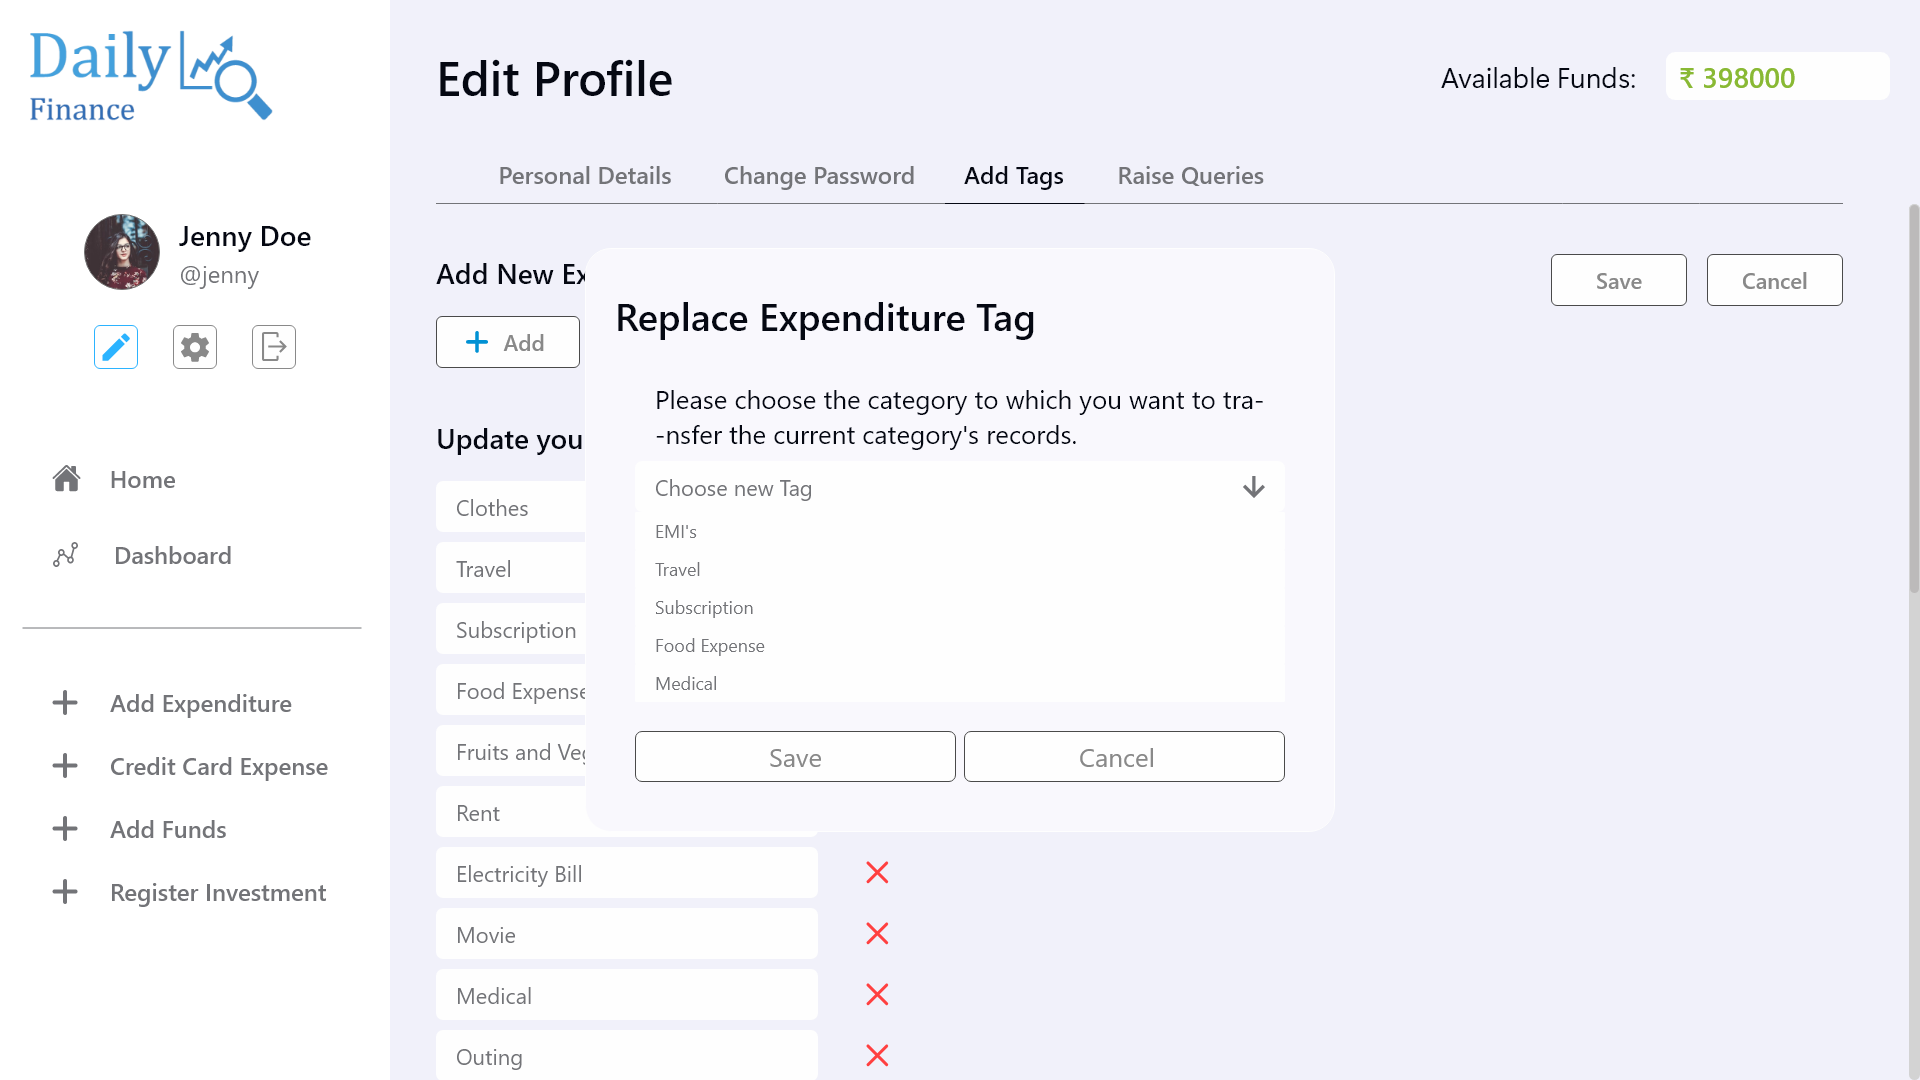 Daily
Finance
Jenny Doe
@jenny
Home
Dashboard
Add Expenditure
Credit Card Expense
Add Funds
Register Investment
Edit Profile
Available Funds:
₹ 398000
Personal Details
Change Password
Add Tags
Raise Queries
Add New Ex
Save
Cancel
Add
Update you
Clothes
Travel
Subscription
Food Expense
Fruits and Veg
Rent
Electricity Bill
Movie
Medical
Outing
Replace Expenditure Tag
Please choose the category to which you want to tra-
-nsfer the current category's records.
Choose new Tag
EMI's
Travel
Subscription
Food Expense
Medical
Save
Cancel